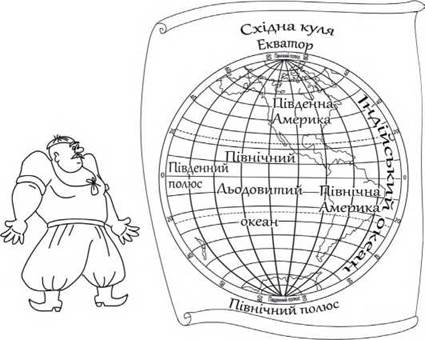 Східна куля
Екватор
Південна
Америка
Індійський океан
Північний
Південний
полюс
Льодовитий
Північна
Америка
океан
Північний полюс